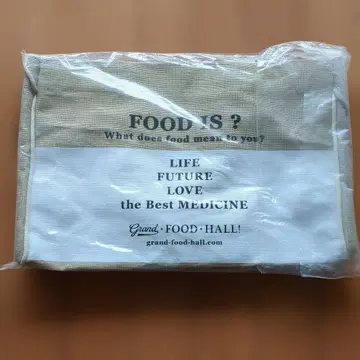 FOOD IS ?
What does food mean to you?
LIFE
FUTURE
LOVE
the Best MEDICINE
Grand・FOOD・HALL!
grand-food-hall.com